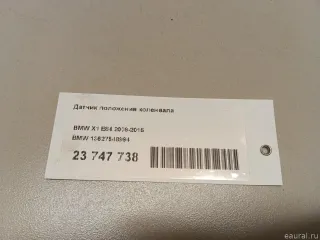 Датчик положения коленвала
BMW X1 E84 2009-2015
BMW 13627548994
23 747 738
eaural.ru